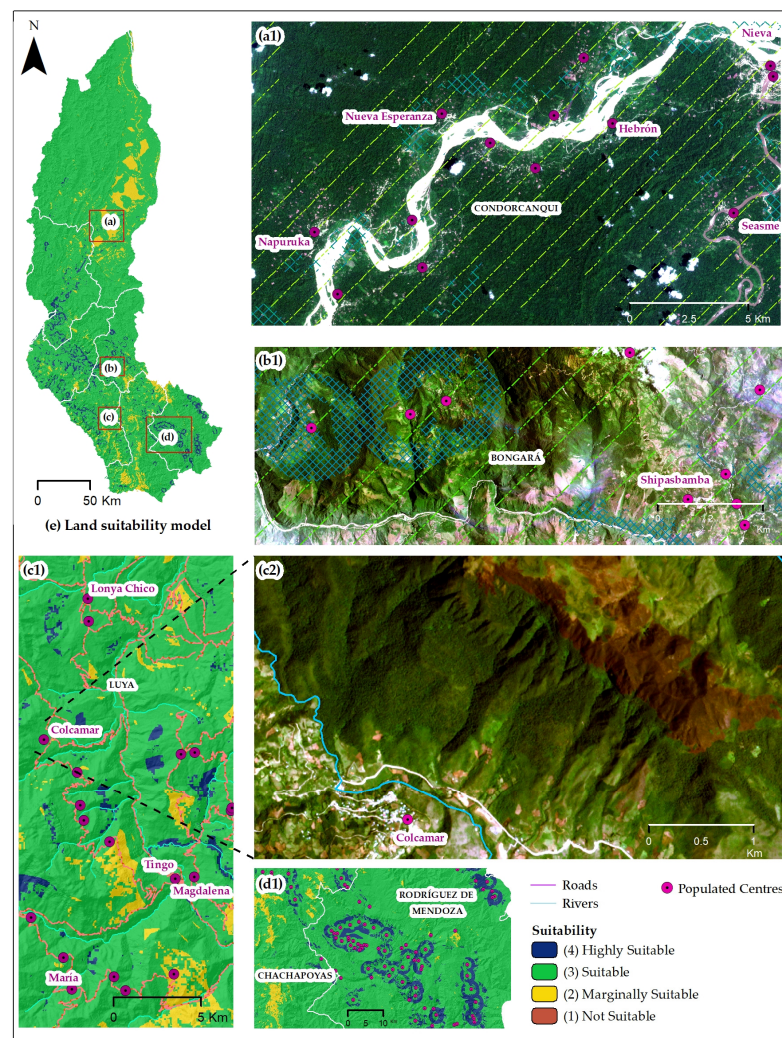 N
(a)
(b)
(c)
(d)
0 50 Km
(e) Land suitability model
(a1)
Nieva
Nueva Esperanza
Hebrón
CONDORCANQUI
Seasme
Napuruka
0 2.5 5 Km
(b1)
BONGARÁ
Shipasbamba
Km
(c1)
Lonya Chico
LUYA
Colcamar
Tingo
Magdalena
María
0 5 Km
(c2)
Colcamar
0 0.5
Km
(d1)
RODRÍGUEZ DE
MENDOZA
CHACHAPOYAS
0 5 10
Roads
Rivers
Populated Centres
Suitability
(4) Highly Suitable
(3) Suitable
(2) Marginally Suitable
(1) Not Suitable